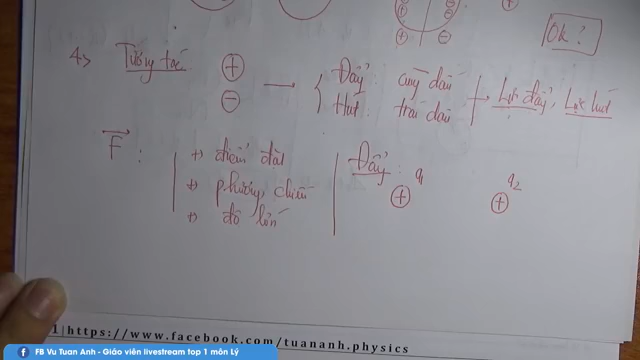 Ok?
4> Tương tác + - { Đẩy: cùng dấu → Lực đẩy, Lực hút
Hút: trái dấu
F:
+ điểm đặt
+ phương, chiều
+ độ lớn
Đẩy:
q1 q2
+ +
1|https://www.facebook.com/tuananh.physics
FB Vu Tuan Anh - Giáo viên livestream top 1 môn Lý